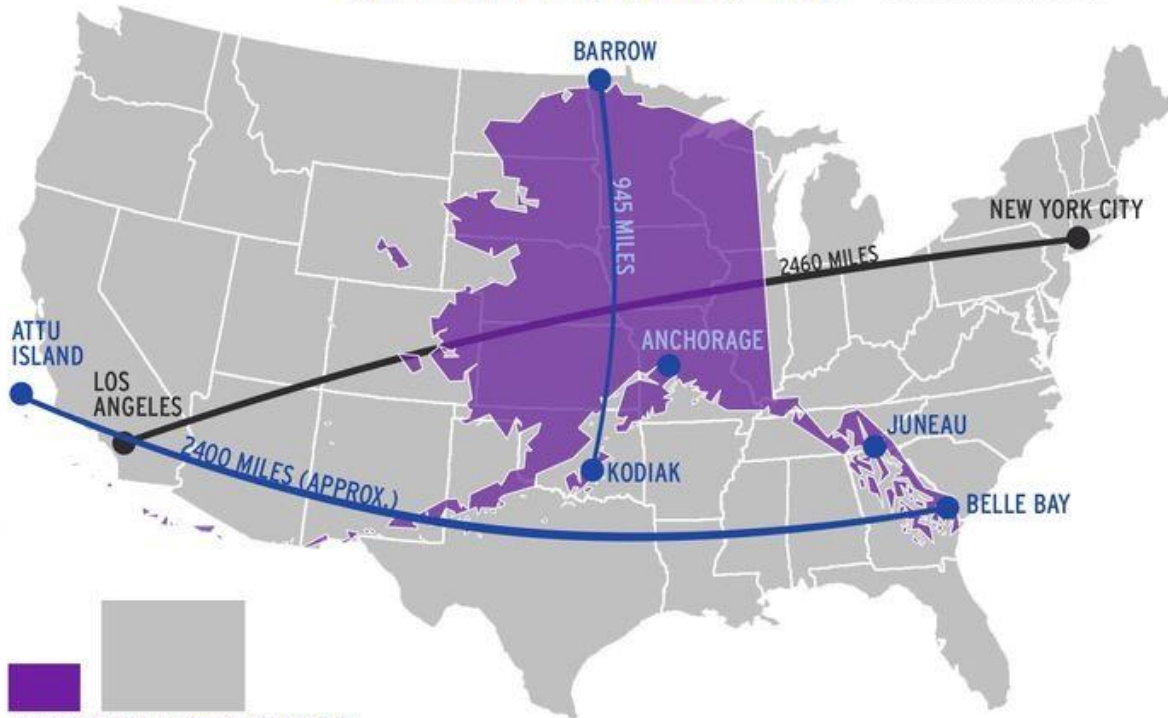 BARROW
945 MILES
NEW YORK CITY
2460 MILES
ATTU
ISLAND
ANCHORAGE
LOS
ANGELES
JUNEAU
2400 MILES (APPROX.)
KODIAK
BELLE BAY